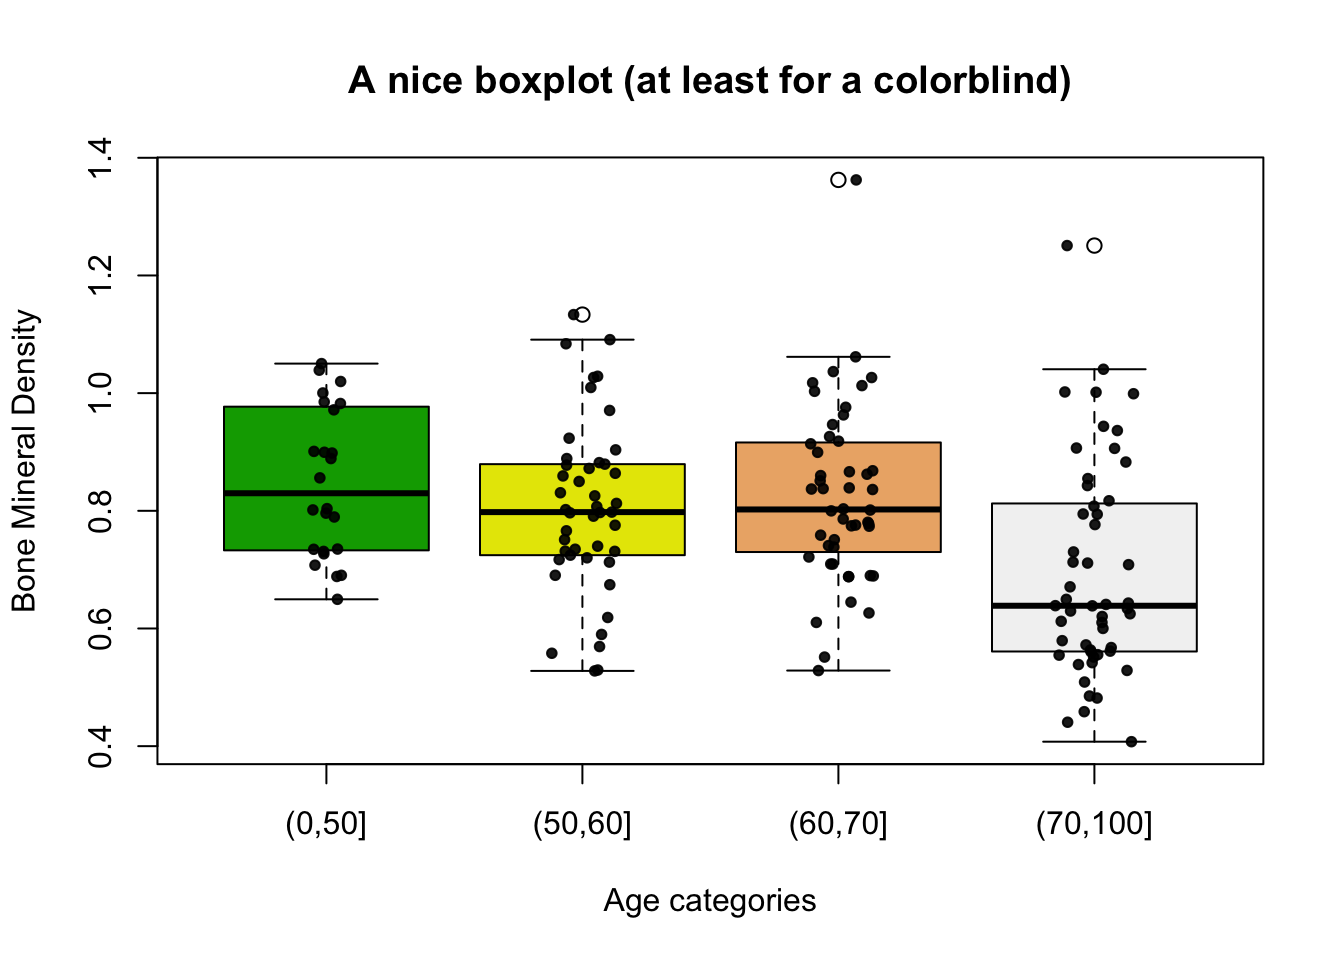 A nice boxplot (at least for a colorblind)
Bone Mineral Density
1.4
1.2
1.0
0.8
0.6
0.4
(0,50] (50,60] (60,70] (70,100]
Age categories